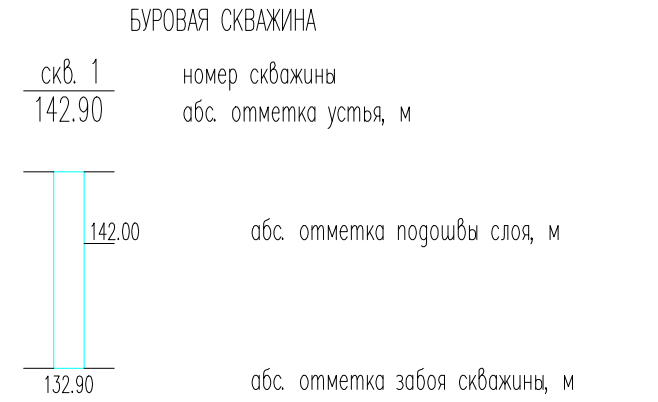 БУРОВАЯ СКВАЖИНА
скв. 1 номер скважины
142.90 абс. отметка устья, м
142.00 абс. отметка подошвы слоя, м
132.90 абс. отметка забоя скважины, м